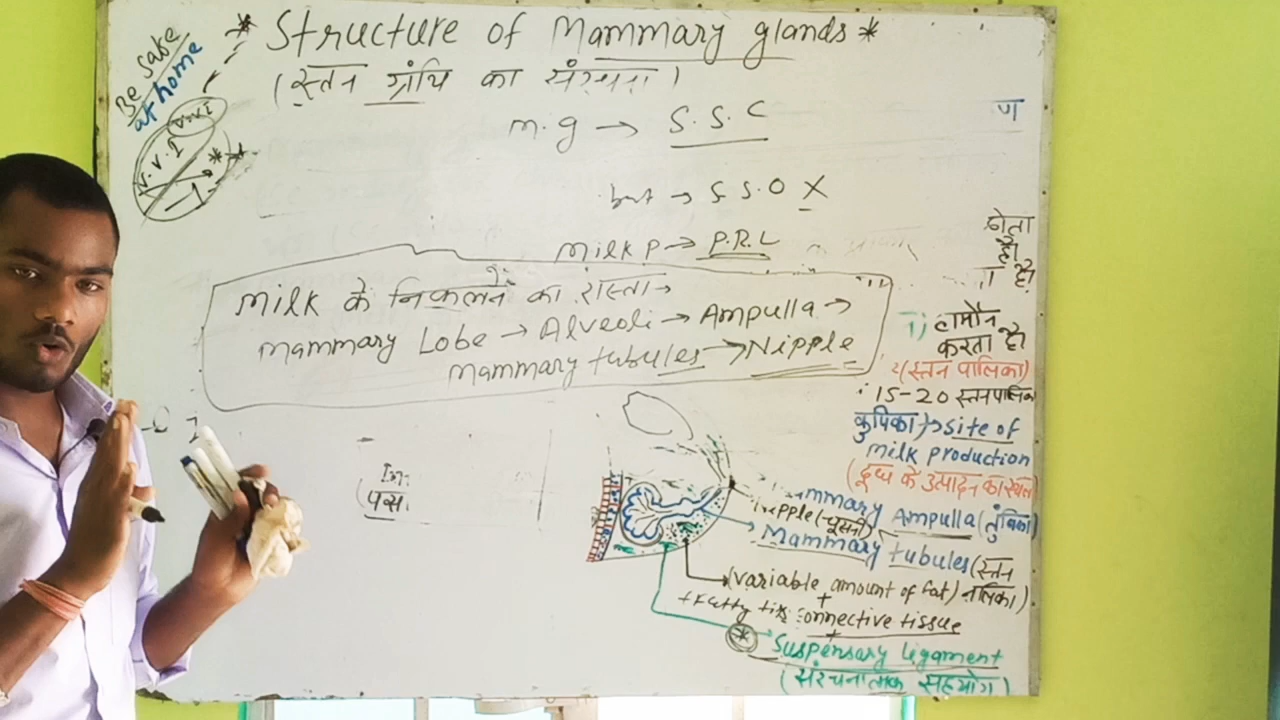 Be safe
at home
* Structure of Mammary glands *
(स्तन ग्रंथि का संरचना)
V.V.I
V.V.I
m.g → S.S.C
ण
but → S S.O X
milk P → P.R.L
होता
है।
है।
Milk के निकलने का रास्ता→
Mammary Lobe → Alveoli → Ampulla →
Mammary tubules → Nipple
हार्मोन
करता है।
(स्तन पालिका)
15-20 स्तनपालिका
कुपिका → site of
milk production
(दूध के उत्पादन का स्थल)
Ampulla (तुंबिका)
Nipple (चूसनी)
Mammary tubules (स्तन
नलिका)
(variable amount of fat)
+
connective tissue
+
Suspensary ligament
(संरचनात्मक सहयोग)